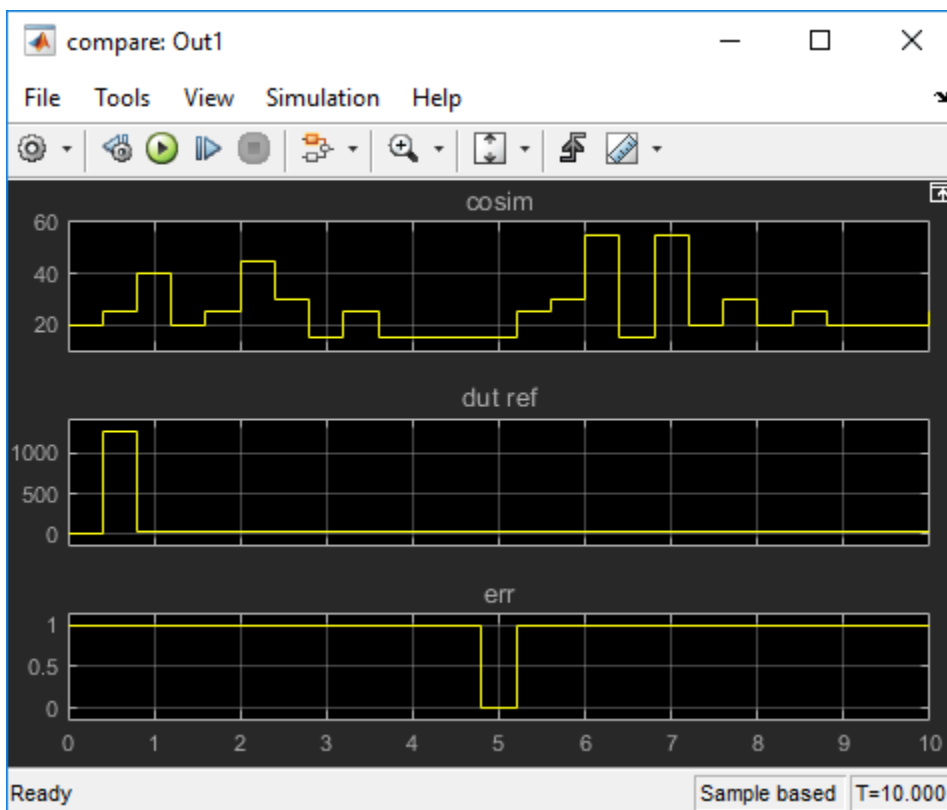 compare: Out1
File Tools View Simulation Help
cosim
60
40
20
dut ref
1000
500
0
err
1
0.5
0
0 1 2 3 4 5 6 7 8 9 10
Ready Sample based T=10.000